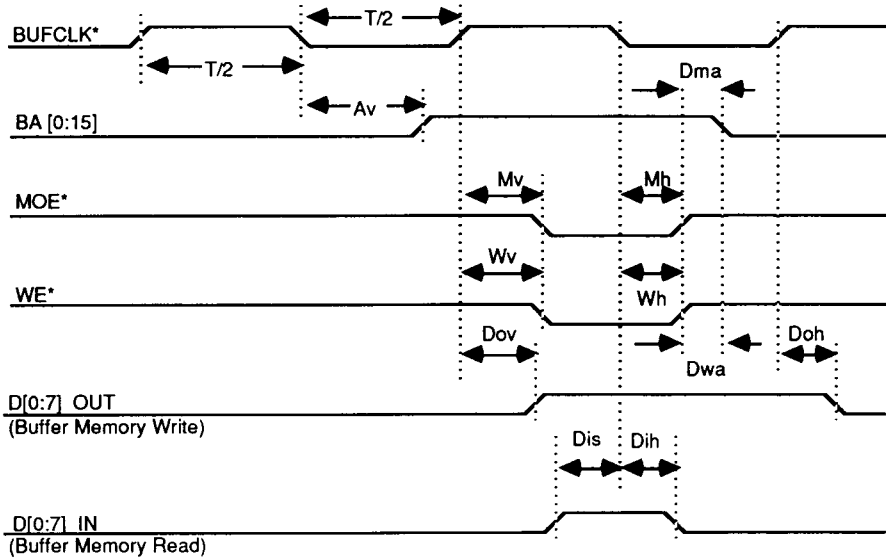 T/2
BUFCLK*
T/2
Dma
Av
BA [0:15]
Mv
Mh
MOE*
Wv
WE*
Wh
Dov
Doh
Dwa
D[0:7] OUT
(Buffer Memory Write)
Dis
Dih
D[0:7] IN
(Buffer Memory Read)